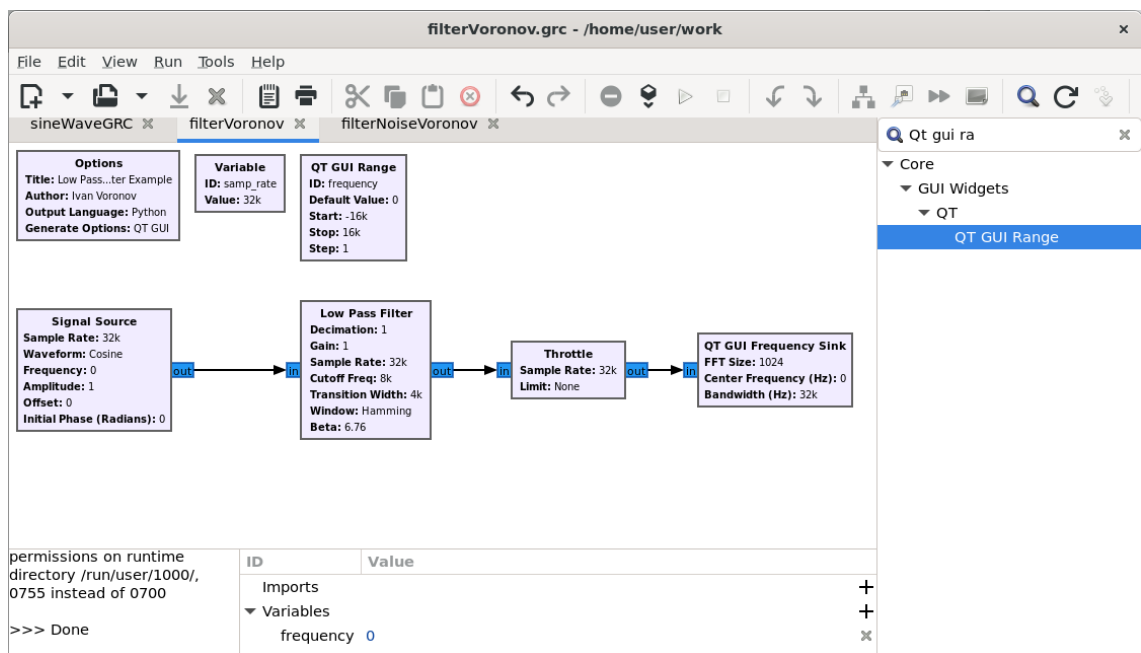 filterVoronov.grc - /home/user/work
File Edit View Run Tools Help
sineWaveGRC
filterVoronov
filterNoiseVoronov
Options
Title: Low Pass...ter Example
Author: Ivan Voronov
Output Language: Python
Generate Options: QT GUI
Variable
ID: samp_rate
Value: 32k
QT GUI Range
ID: frequency
Default Value: 0
Start: -16k
Stop: 16k
Step: 1
Signal Source
Sample Rate: 32k
Waveform: Cosine
Frequency: 0
Amplitude: 1
Offset: 0
Initial Phase (Radians): 0
out
in
Low Pass Filter
Decimation: 1
Gain: 1
Sample Rate: 32k
Cutoff Freq: 8k
Transition Width: 4k
Window: Hamming
Beta: 6.76
out
in
Throttle
Sample Rate: 32k
Limit: None
out
in
QT GUI Frequency Sink
FFT Size: 1024
Center Frequency (Hz): 0
Bandwidth (Hz): 32k
Qt gui ra
Core
GUI Widgets
QT
QT GUI Range
permissions on runtime
directory /run/user/1000/,
0755 instead of 0700
>>> Done
ID Value
Imports
Variables
frequency 0